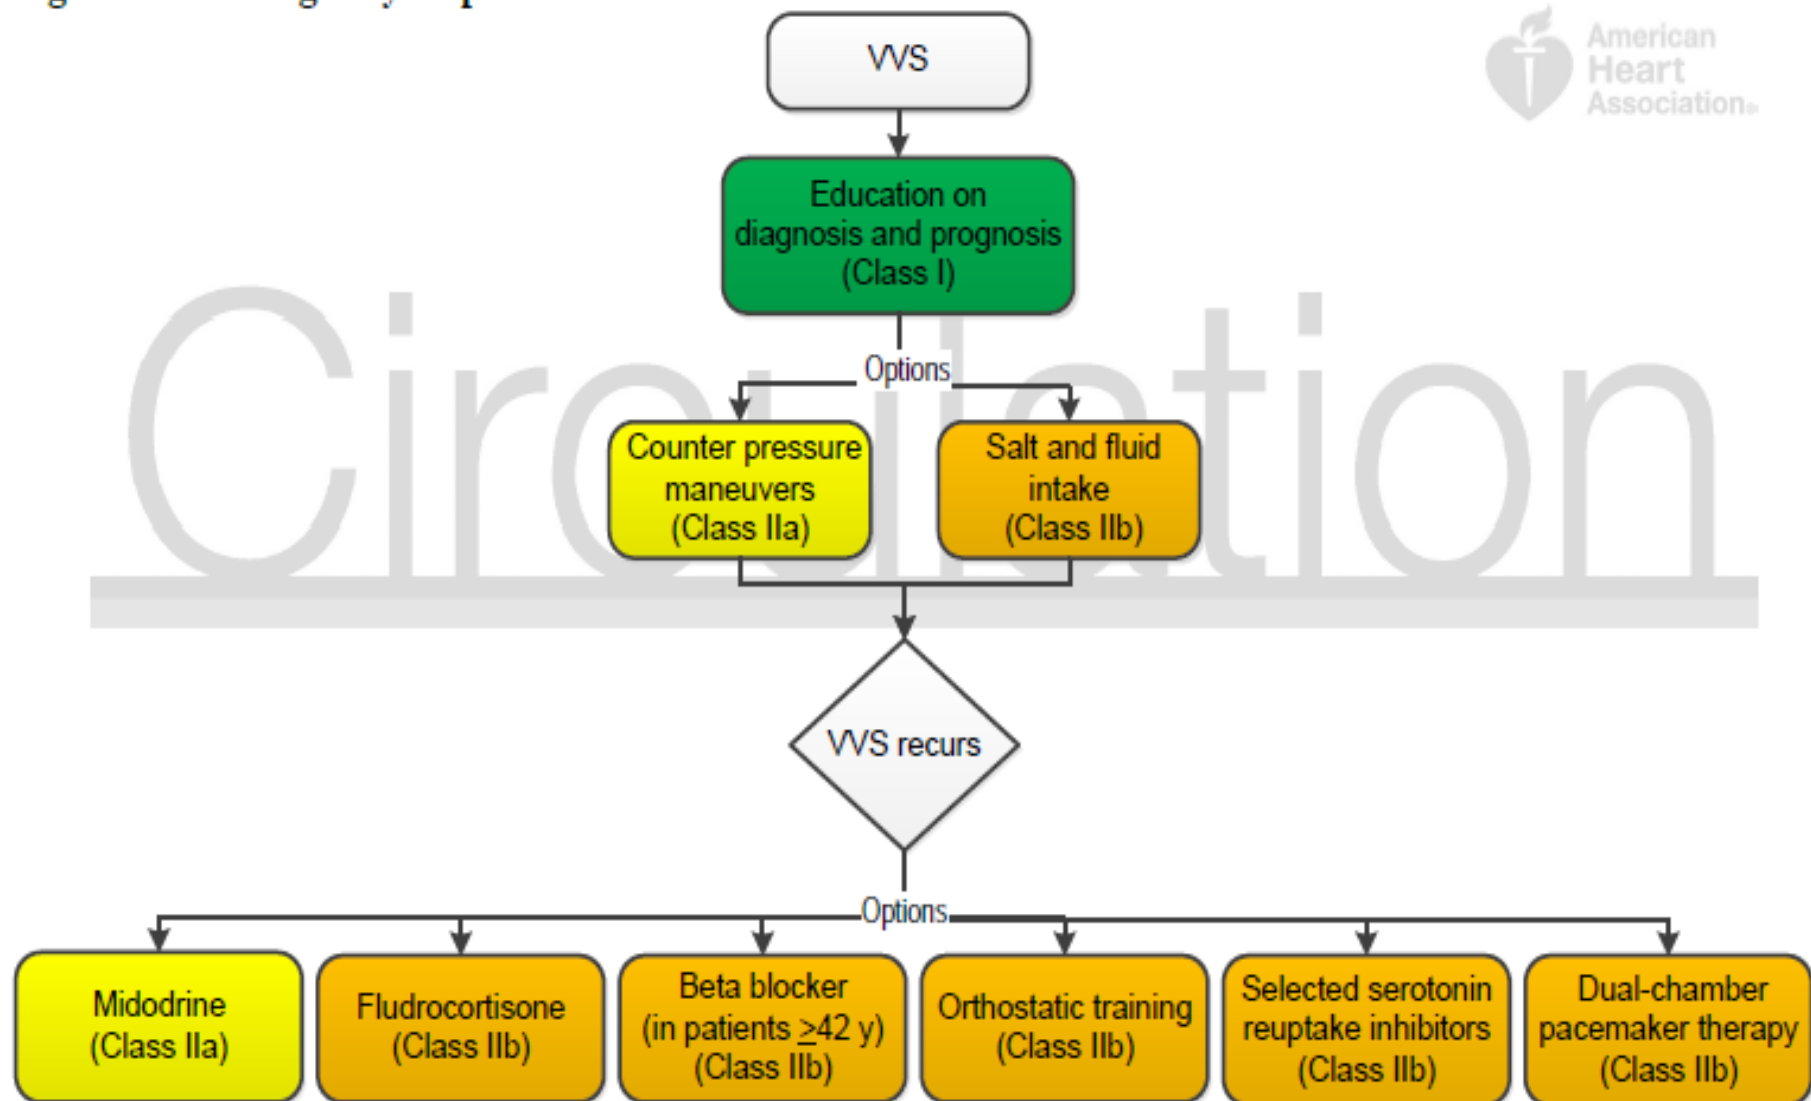 VVS
American
Heart
Association®
Education on
diagnosis and prognosis
(Class I)
Circulation
Options
Counter pressure
maneuvers
(Class IIa)
Salt and fluid
intake
(Class IIb)
VVS recurs
Options
Midodrine
(Class IIa)
Fludrocortisone
(Class IIb)
Beta blocker
(in patients ≥42 y)
(Class IIb)
Orthostatic training
(Class IIb)
Selected serotonin
reuptake inhibitors
(Class IIb)
Dual-chamber
pacemaker therapy
(Class IIb)